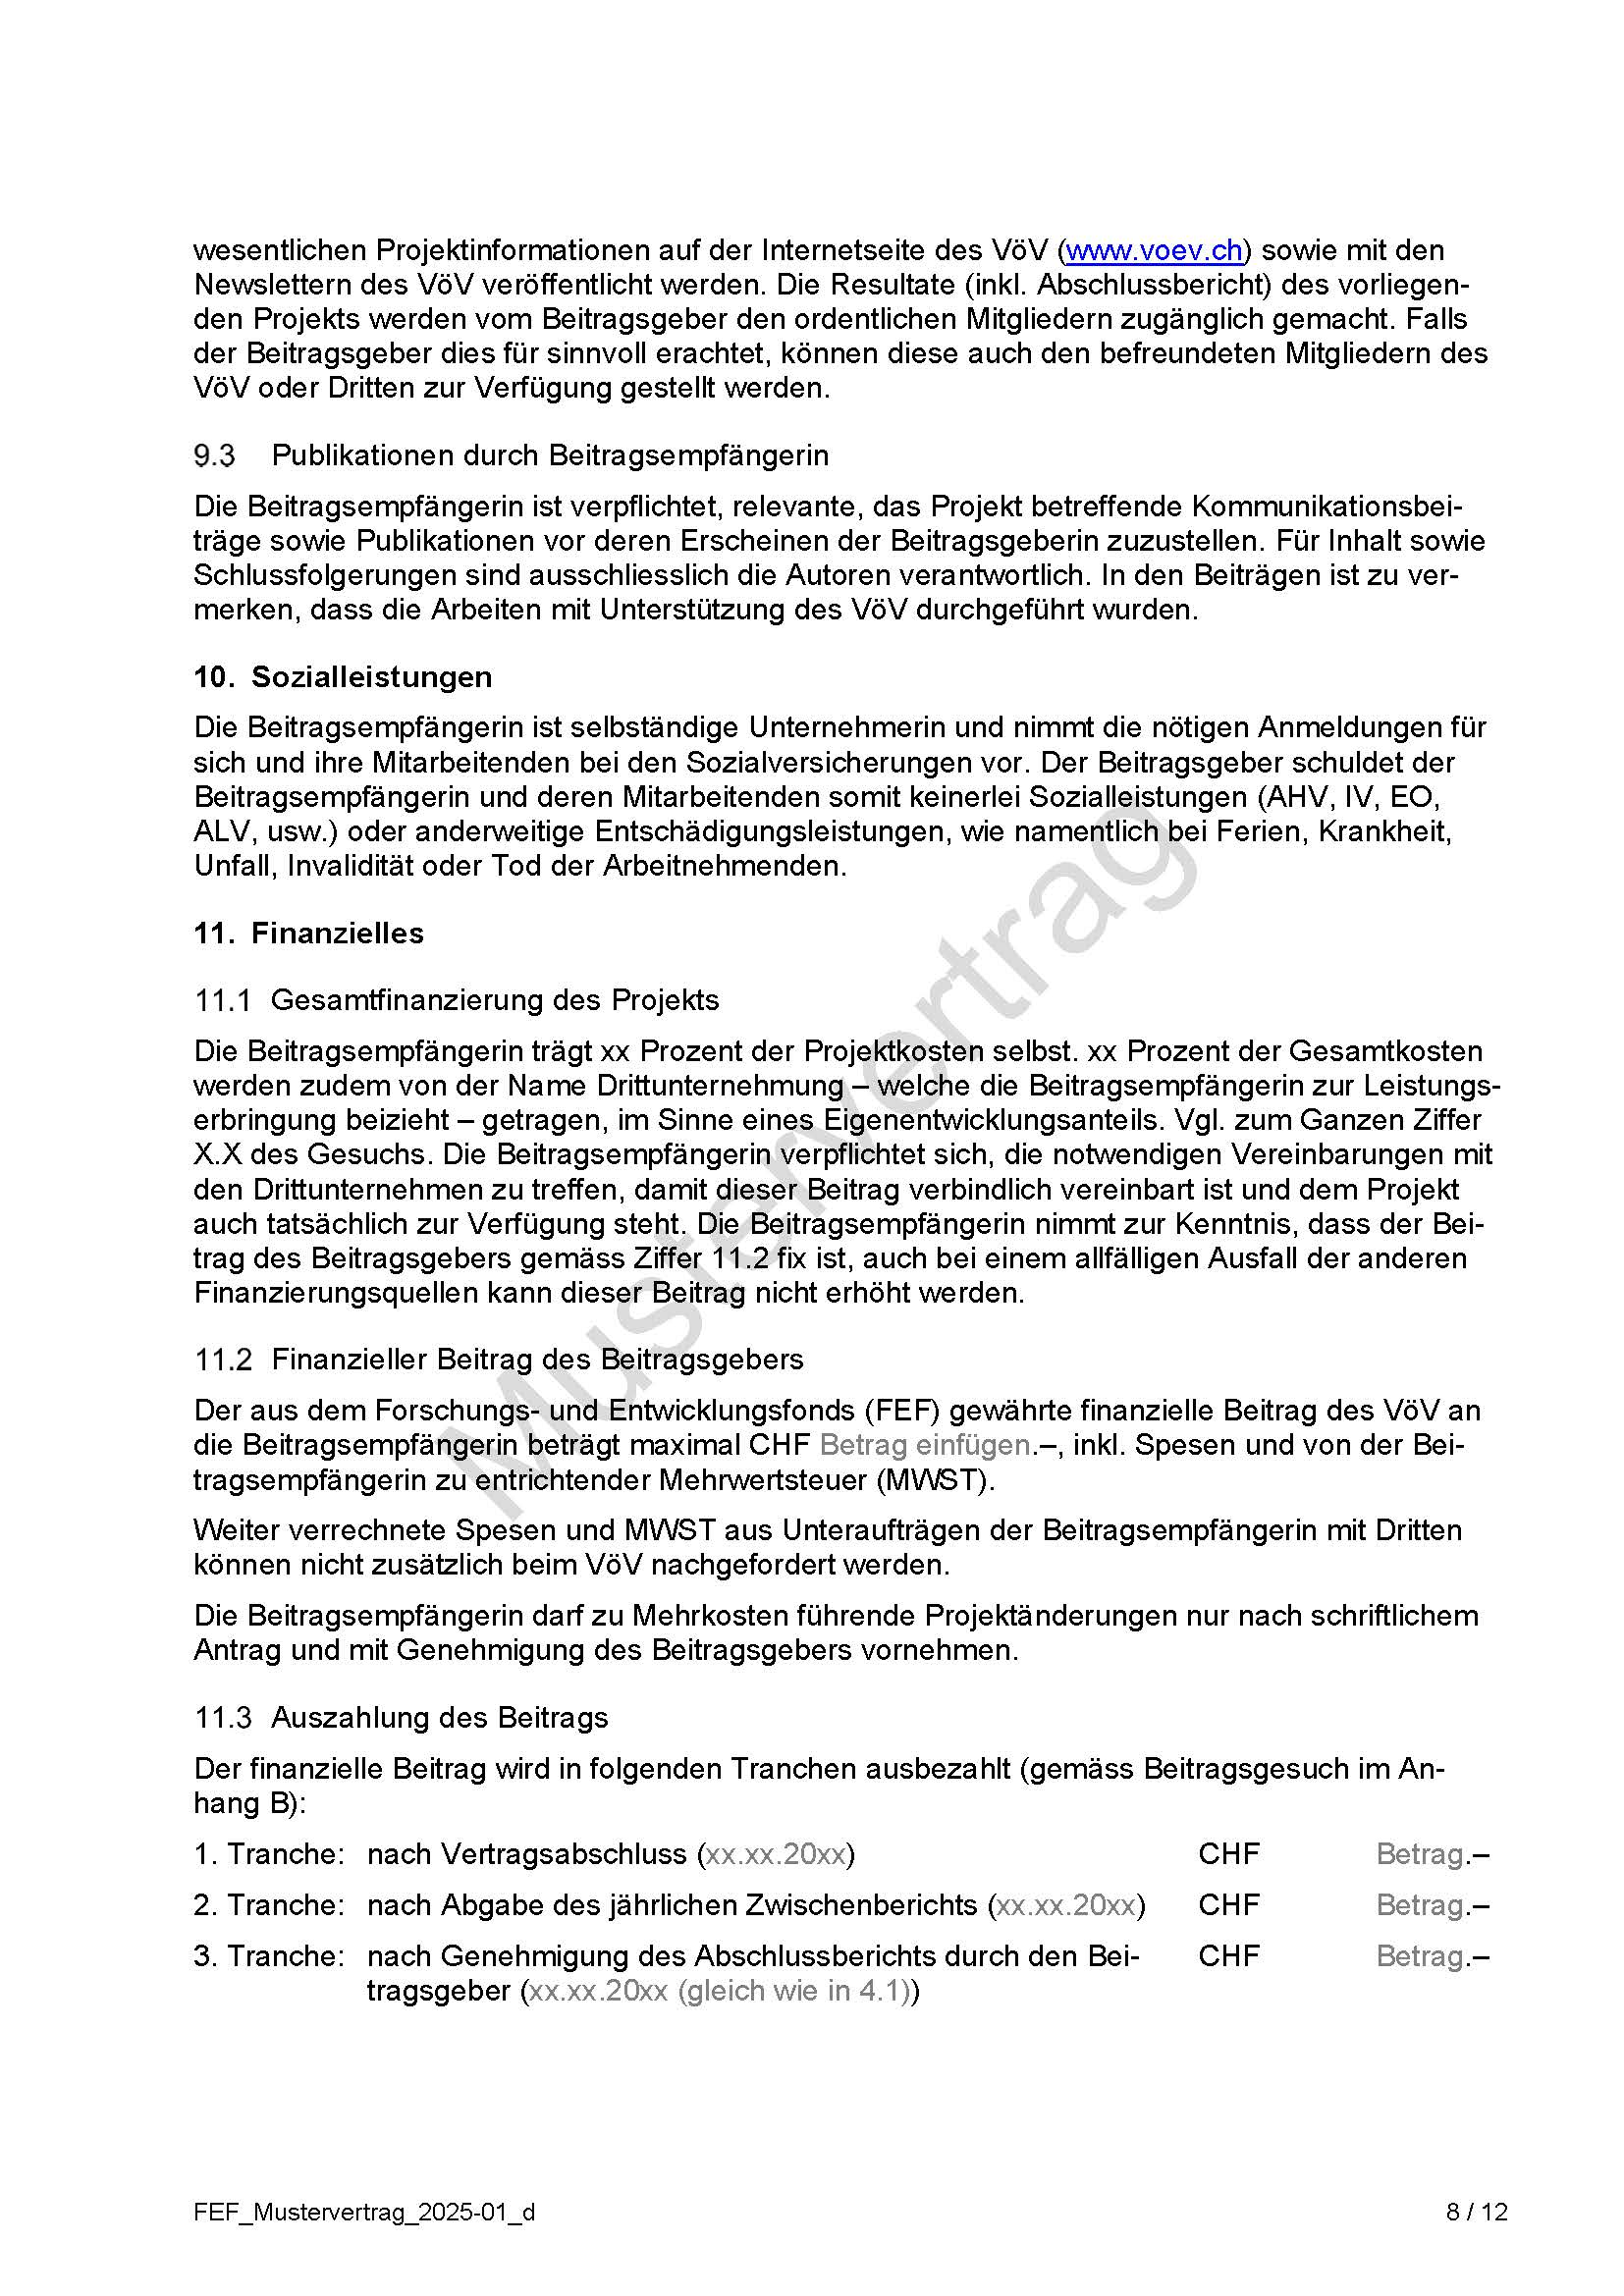 wesentlichen Projektinformationen auf der Internetseite des VöV (www.voev.ch) sowie mit den
Newslettern des VöV veröffentlicht werden. Die Resultate (inkl. Abschlussbericht) des vorliegen-
den Projekts werden vom Beitragsgeber den ordentlichen Mitgliedern zugänglich gemacht. Falls
der Beitragsgeber dies für sinnvoll erachtet, können diese auch den befreundeten Mitgliedern des
VöV oder Dritten zur Verfügung gestellt werden.
9.3 Publikationen durch Beitragsempfängerin
Die Beitragsempfängerin ist verpflichtet, relevante, das Projekt betreffende Kommunikationsbei-
träge sowie Publikationen vor deren Erscheinen der Beitragsgeberin zuzustellen. Für Inhalt sowie
Schlussfolgerungen sind ausschliesslich die Autoren verantwortlich. In den Beiträgen ist zu ver-
merken, dass die Arbeiten mit Unterstützung des VöV durchgeführt wurden.
10. Sozialleistungen
Die Beitragsempfängerin ist selbständige Unternehmerin und nimmt die nötigen Anmeldungen für
sich und ihre Mitarbeitenden bei den Sozialversicherungen vor. Der Beitragsgeber schuldet der
Beitragsempfängerin und deren Mitarbeitenden somit keinerlei Sozialleistungen (AHV, IV, EO,
ALV, usw.) oder anderweitige Entschädigungsleistungen, wie namentlich bei Ferien, Krankheit,
Unfall, Invalidität oder Tod der Arbeitnehmenden.
11. Finanzielles
11.1 Gesamtfinanzierung des Projekts
Die Beitragsempfängerin trägt xx Prozent der Projektkosten selbst. xx Prozent der Gesamtkosten
werden zudem von der Name Drittunternehmung – welche die Beitragsempfängerin zur Leistungs-
erbringung beizieht – getragen, im Sinne eines Eigenentwicklungsanteils. Vgl. zum Ganzen Ziffer
X.X des Gesuchs. Die Beitragsempfängerin verpflichtet sich, die notwendigen Vereinbarungen mit
den Drittunternehmen zu treffen, damit dieser Beitrag verbindlich vereinbart ist und dem Projekt
auch tatsächlich zur Verfügung steht. Die Beitragsempfängerin nimmt zur Kenntnis, dass der Bei-
trag des Beitragsgebers gemäss Ziffer 11.2 fix ist, auch bei einem allfälligen Ausfall der anderen
Finanzierungsquellen kann dieser Beitrag nicht erhöht werden.
11.2 Finanzieller Beitrag des Beitragsgebers
Der aus dem Forschungs- und Entwicklungsfonds (FEF) gewährte finanzielle Beitrag des VöV an
die Beitragsempfängerin beträgt maximal CHF Betrag einfügen.–, inkl. Spesen und von der Bei-
tragsempfängerin zu entrichtender Mehrwertsteuer (MWST).
Weiter verrechnete Spesen und MWST aus Unteraufträgen der Beitragsempfängerin mit Dritten
können nicht zusätzlich beim VöV nachgefordert werden.
Die Beitragsempfängerin darf zu Mehrkosten führende Projektänderungen nur nach schriftlichem
Antrag und mit Genehmigung des Beitragsgebers vornehmen.
11.3 Auszahlung des Beitrags
Der finanzielle Beitrag wird in folgenden Tranchen ausbezahlt (gemäss Beitragsgesuch im An-
hang B):
1. Tranche: nach Vertragsabschluss (xx.xx.20xx) CHF Betrag.–
2. Tranche: nach Abgabe des jährlichen Zwischenberichts (xx.xx.20xx) CHF Betrag.–
3. Tranche: nach Genehmigung des Abschlussberichts durch den Bei- CHF Betrag.–
tragsgeber (xx.xx.20xx (gleich wie in 4.1))
Mustervertrag
FEF_Mustervertrag_2025-01_d 8 / 12